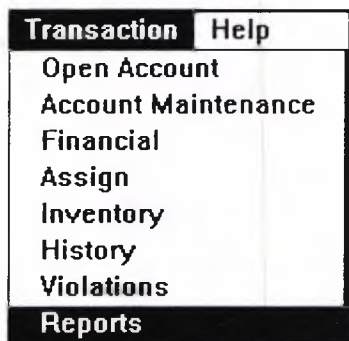 Transaction Help
Open Account
Account Maintenance
Financial
Assign
Inventory
History
Violations
Reports